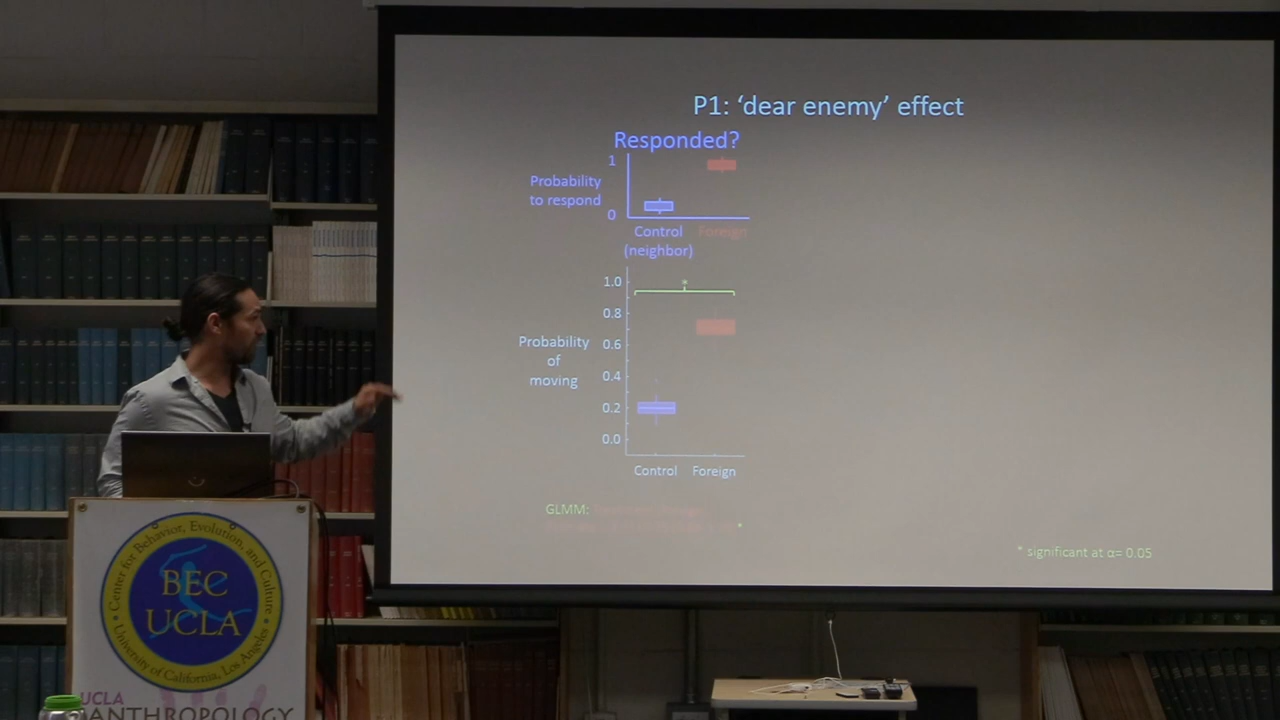 P1: 'dear enemy' effect
Responded?
1
Probability
to respond
0
Control
Foreign
(neighbor)
1.0
*
0.8
0.6
Probability
of
moving
0.4
0.2
0.0
Control
Foreign
GLMM:
*
* significant at α= 0.05
Center for Behavior, Evolution, and Culture
BEC
UCLA
University of California, Los Angeles
UCLA
ANTHROPOLOGY